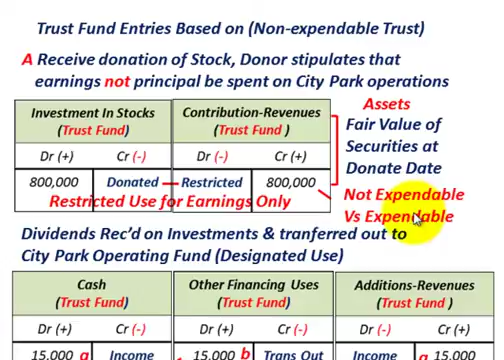 Trust Fund Entries Based on (Non-expendable Trust)
A Receive donation of Stock, Donor stipulates that
earnings not principal be spent on City Park operations
Investment In Stocks
(Trust Fund)
Contribution-Revenues
(Trust Fund )
Dr (+) Cr (-) Dr (-) Cr (+)
800,000 Donated Restricted 800,000
Restricted Use for Earnings Only
Assets
Fair Value of
Securities at
Donate Date
Not Expendable
Vs Expendable
Dividends Rec'd on Investments & tranferred out to
City Park Operating Fund (Designated Use)
Cash
(Trust Fund)
Other Financing Uses
(Trust Fund)
Additions-Revenues
(Trust Fund )
Dr (+) Cr (-) Dr (+) Cr (-) Dr (-) Cr (+)
15,000 a Income 15,000 b Trans Out Income a 15,000